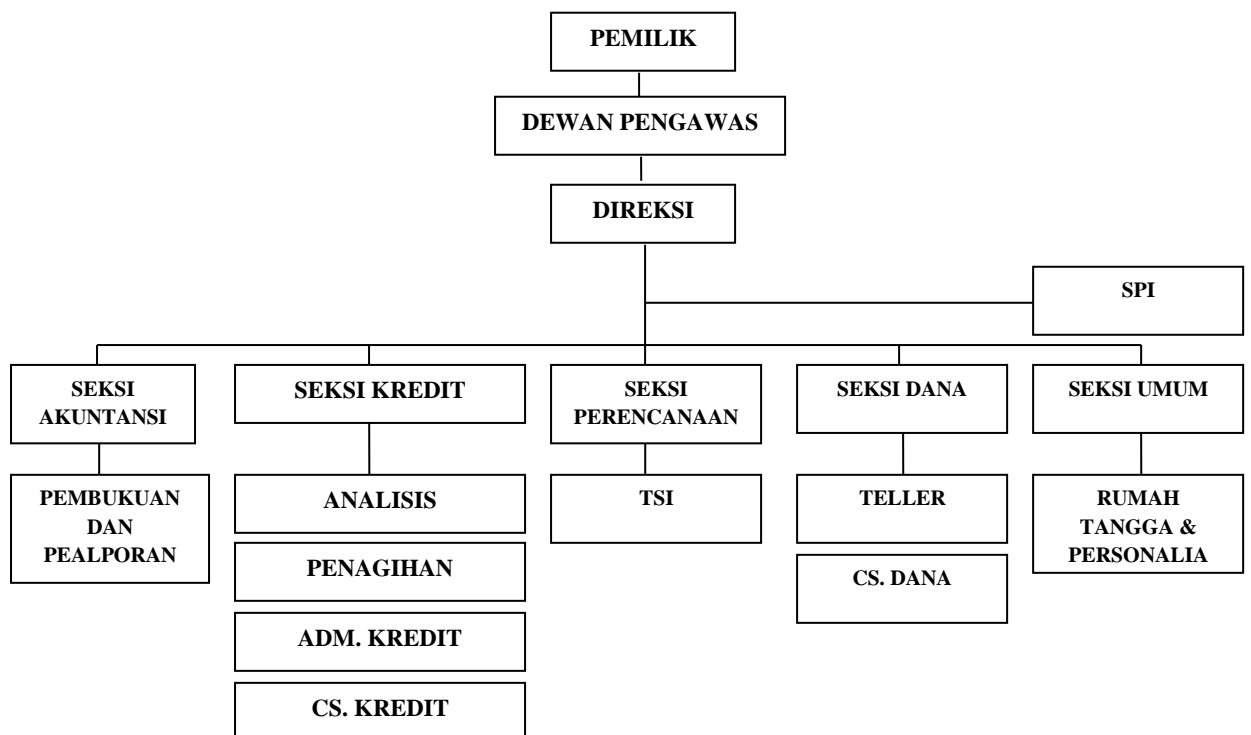 PEMILIK
DEWAN PENGAWAS
DIREKSI
SPI
SEKSI
AKUNTANSI
SEKSI KREDIT
SEKSI
PERENCANAAN
SEKSI DANA
SEKSI UMUM
PEMBUKUAN
DAN
PEALPORAN
ANALISIS
TSI
TELLER
RUMAH
TANGGA &
PERSONALIA
PENAGIHAN
CS. DANA
ADM. KREDIT
CS. KREDIT